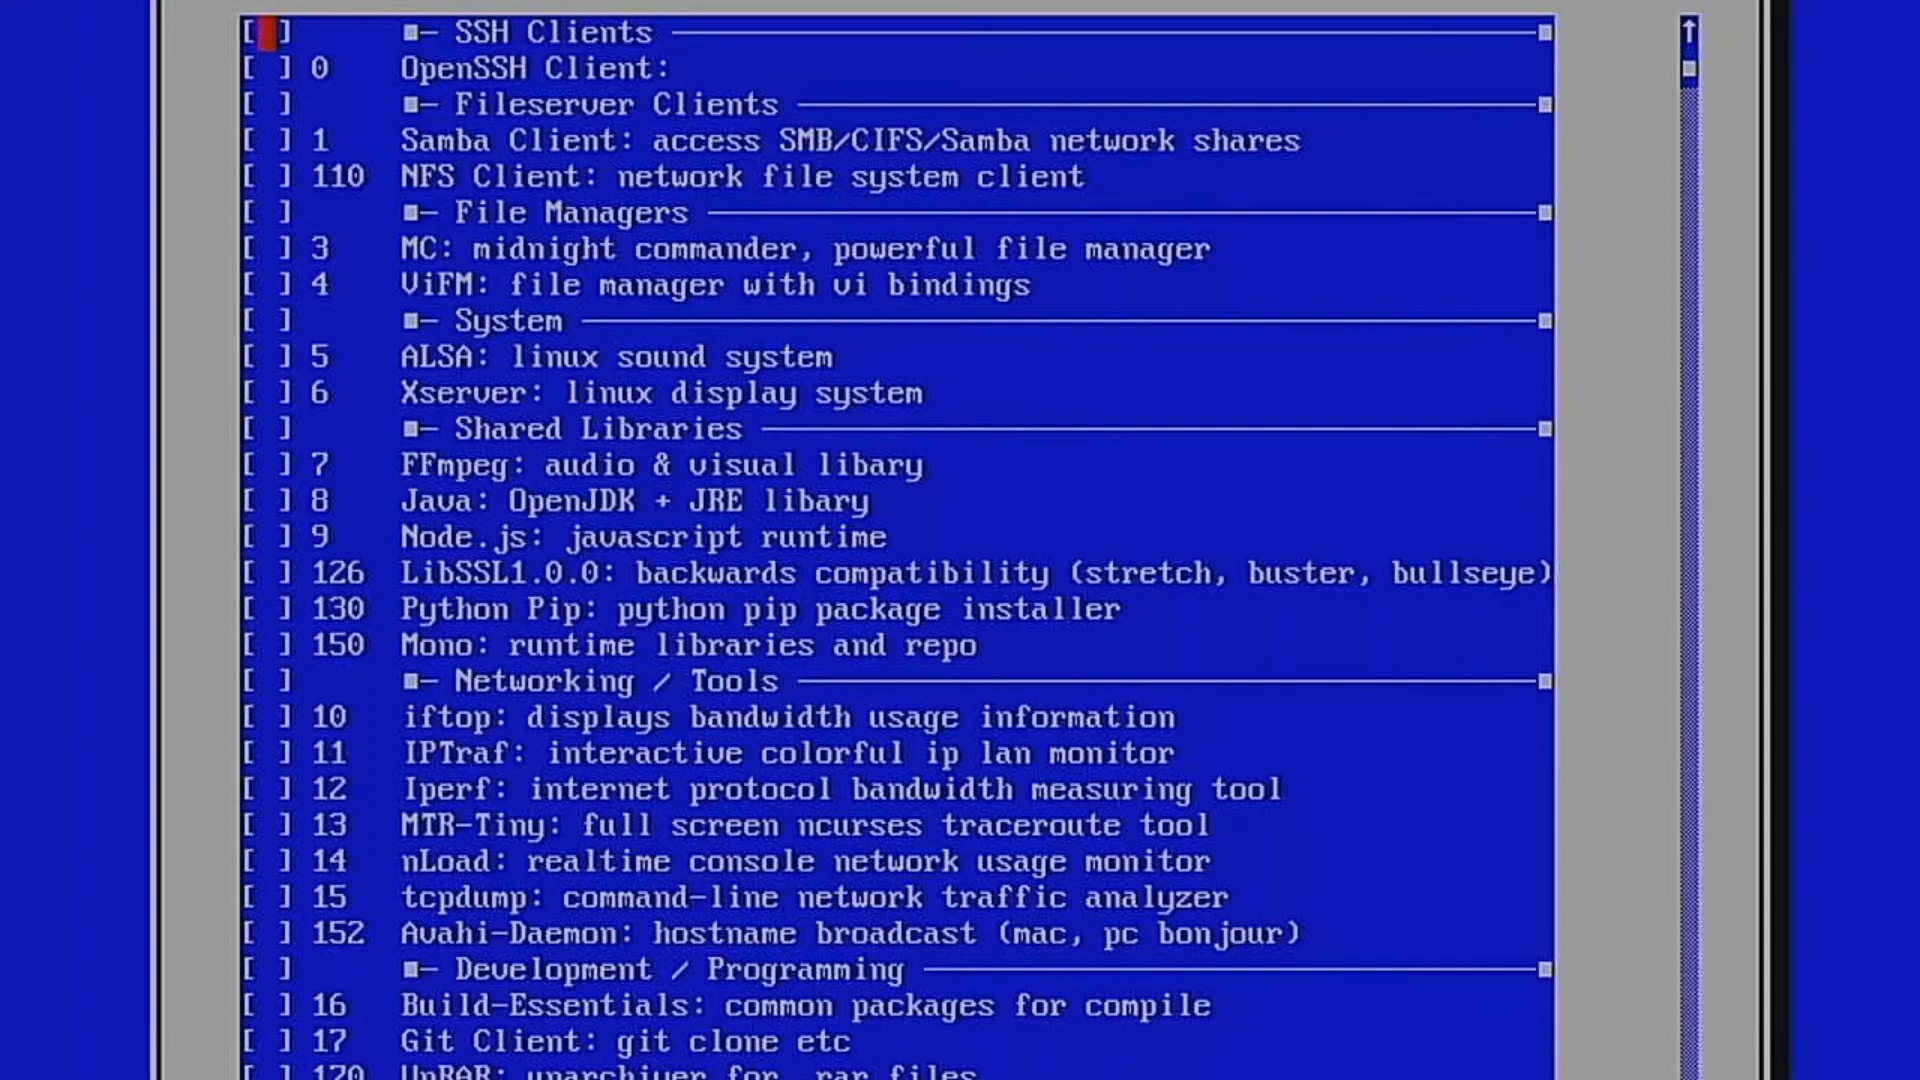 [ ] SSH Clients
[ ] 0 OpenSSH Client:
[ ] Fileserver Clients
[ ] 1 Samba Client: access SMB/CIFS/Samba network shares
[ ] 110 NFS Client: network file system client
[ ] File Managers
[ ] 3 MC: midnight commander, powerful file manager
[ ] 4 ViFM: file manager with vi bindings
[ ] System
[ ] 5 ALSA: linux sound system
[ ] 6 Xserver: linux display system
[ ] Shared Libraries
[ ] 7 FFmpeg: audio & visual libary
[ ] 8 Java: OpenJDK + JRE libary
[ ] 9 Node.js: javascript runtime
[ ] 126 LibSSL1.0.0: backwards compatibility (stretch, buster, bullseye)
[ ] 130 Python Pip: python pip package installer
[ ] 150 Mono: runtime libraries and repo
[ ] Networking / Tools
[ ] 10 iftop: displays bandwidth usage information
[ ] 11 IPTraf: interactive colorful ip lan monitor
[ ] 12 Iperf: internet protocol bandwidth measuring tool
[ ] 13 MTR-Tiny: full screen ncurses traceroute tool
[ ] 14 nLoad: realtime console network usage monitor
[ ] 15 tcpdump: command-line network traffic analyzer
[ ] 152 Avahi-Daemon: hostname broadcast (mac, pc bonjour)
[ ] Development / Programming
[ ] 16 Build-Essentials: common packages for compile
[ ] 17 Git Client: git clone etc
[ ] 170 UnRAR: unarchiver for .rar files